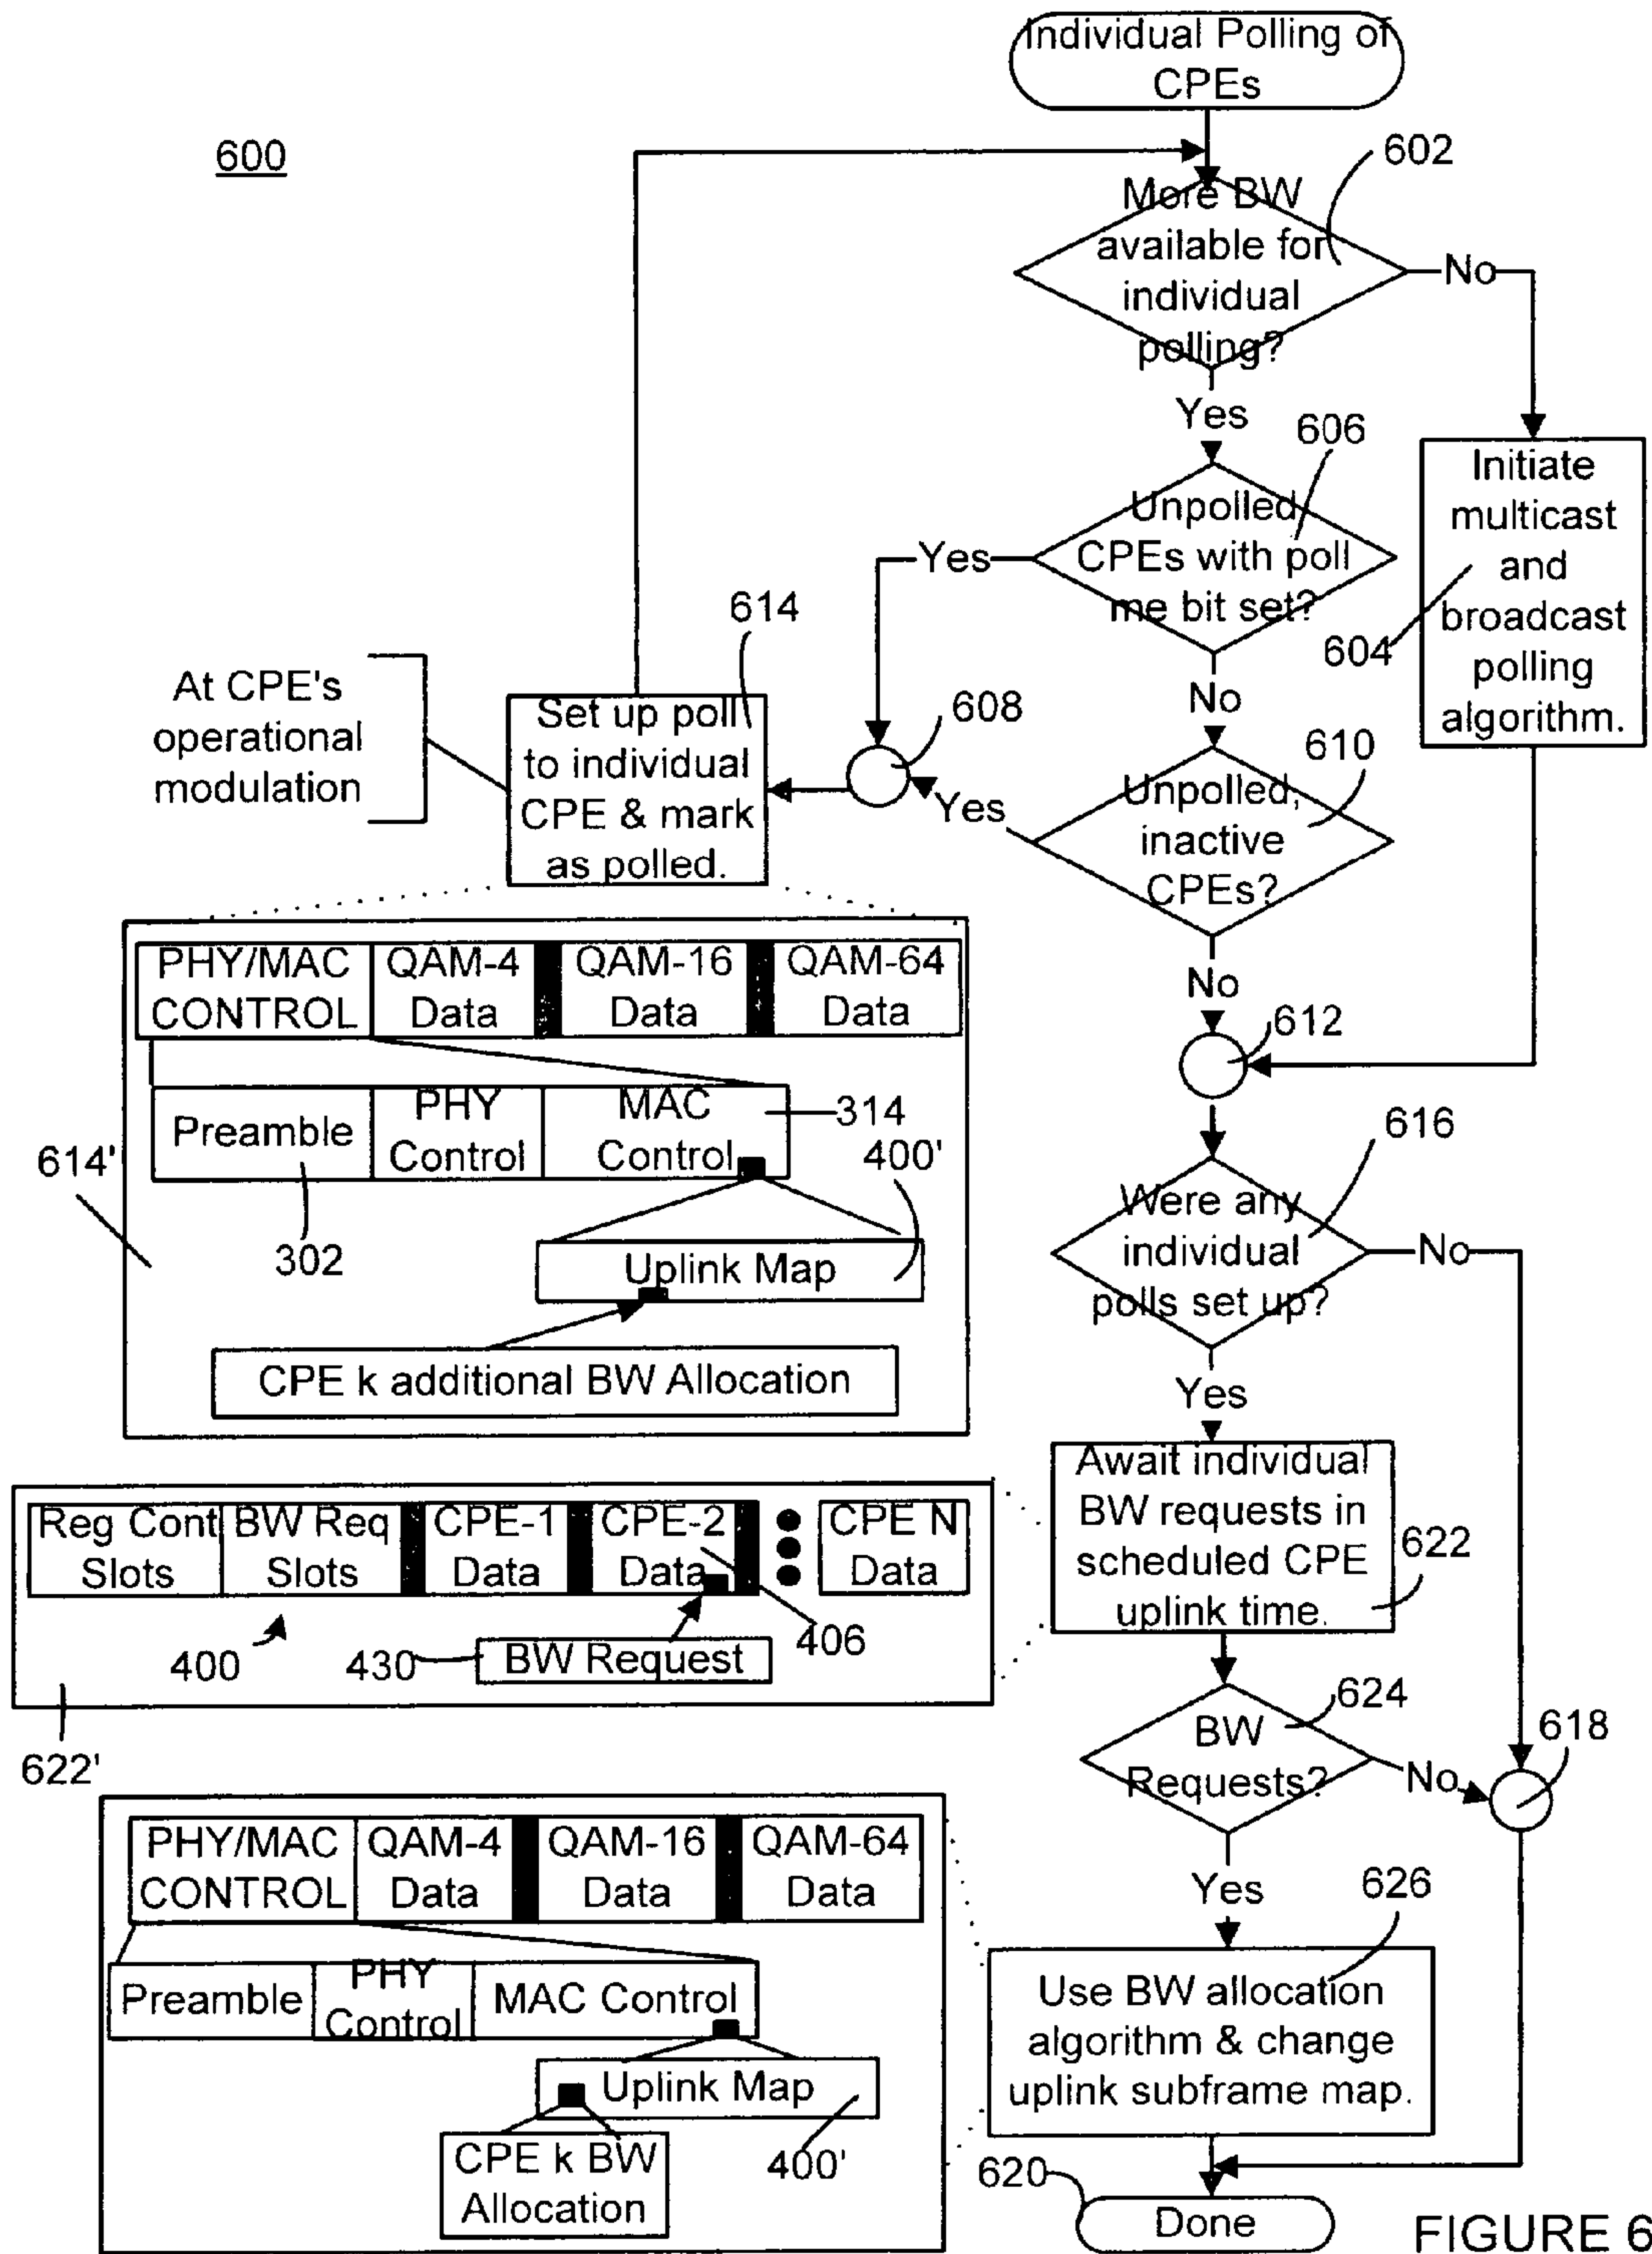 Individual Polling of
CPEs
600
602
More BW
available for
individual
polling?
No
Yes
606
Unpolled
CPEs with poll
me bit set?
Yes
Initiate
multicast
and
broadcast
polling
algorithm.
604
614
At CPE's
operational
modulation
Set up poll
to individual
CPE & mark
as polled.
No
608
610
Yes
Unpolled,
inactive
CPEs?
PHY/MAC
CONTROL
QAM-4
Data
QAM-16
Data
QAM-64
Data
No
612
Preamble
PHY
Control
MAC
Control
314
400'
614'
302
Uplink Map
CPE k additional BW Allocation
616
Were any
individual
polls set up?
No
Yes
Reg Cont
Slots
BW Req
Slots
CPE-1
Data
CPE-2
Data
CPE N
Data
400
430
BW Request
406
622'
Await individual
BW requests in
scheduled CPE
uplink time.
622
624
BW
Requests?
No
618
Yes
626
PHY/MAC
CONTROL
QAM-4
Data
QAM-16
Data
QAM-64
Data
Preamble
PHY
Control
MAC Control
Uplink Map
CPE k BW
Allocation
400'
Use BW allocation
algorithm & change
uplink subframe map.
620
Done
FIGURE 6